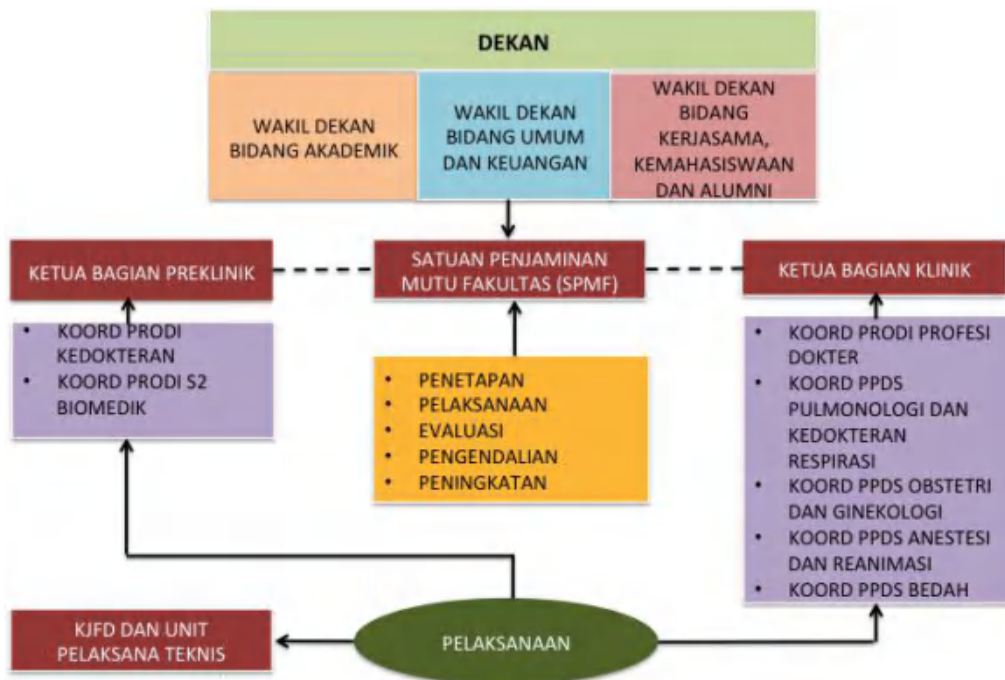 DEKAN
WAKIL DEKAN
BIDANG AKADEMIK
WAKIL DEKAN
BIDANG UMUM
DAN KEUANGAN
WAKIL DEKAN
BIDANG
KERJASAMA,
KEMAHASISWAAN
DAN ALUMNI
KETUA BAGIAN PREKLINIK
SATUAN PENJAMINAN
MUTU FAKULTAS (SPMF)
KETUA BAGIAN KLINIK
• KOORD PRODI
KEDOKTERAN
• KOORD PRODI S2
BIOMEDIK
• PENETAPAN
• PELAKSANAAN
• EVALUASI
• PENGENDALIAN
• PENINGKATAN
• KOORD PRODI PROFESI
DOKTER
• KOORD PPDS
PULMONOLOGI DAN
KEDOKTERAN
RESPIRASI
• KOORD PPDS OBSTETRI
DAN GINEKOLOGI
• KOORD PPDS ANESTESI
DAN REANIMASI
• KOORD PPDS BEDAH
KJFD DAN UNIT
PELAKSANA TEKNIS
PELAKSANAAN